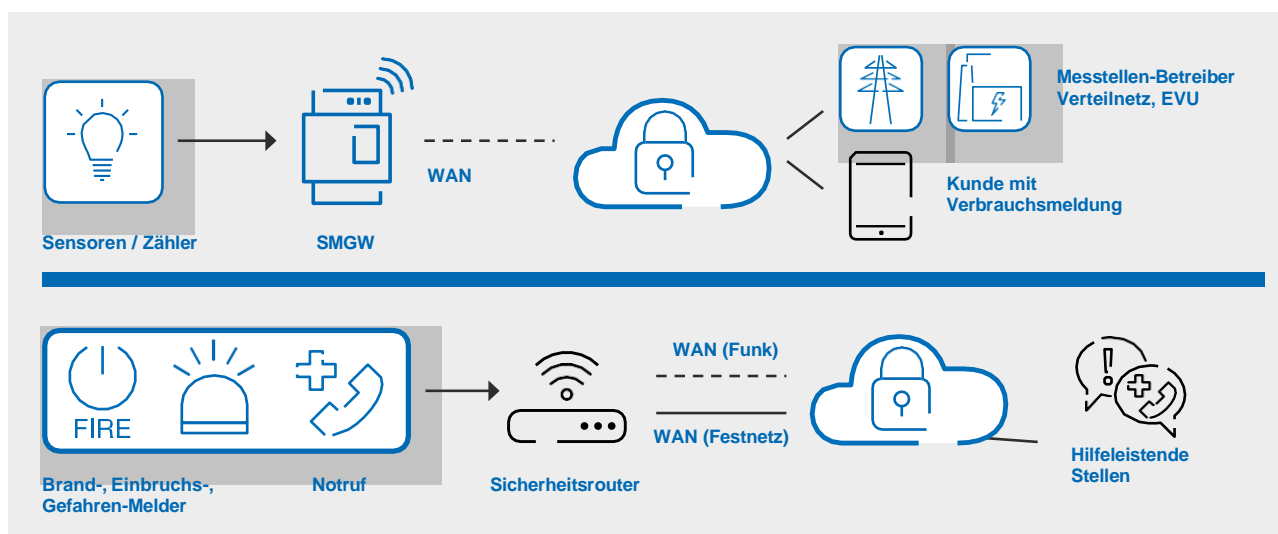 Messtellen-Betreiber
Verteilnetz, EVU
WAN
Kunde mit
Verbrauchsmeldung
Sensoren / Zähler
SMGW
WAN (Funk)
FIRE
WAN (Festnetz)
Hilfeleistende
Stellen
Brand-, Einbruchs-,
Gefahren-Melder
Notruf
Sicherheitsrouter